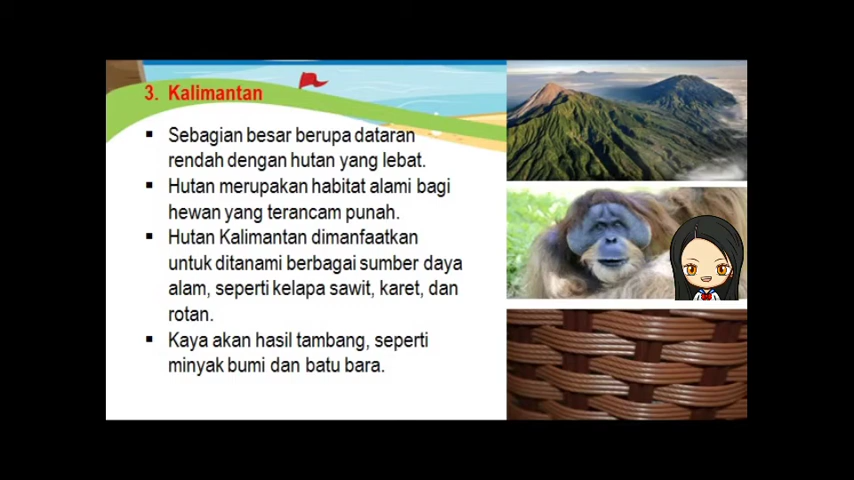 3. Kalimantan
▪ Sebagian besar berupa dataran
rendah dengan hutan yang lebat.
▪ Hutan merupakan habitat alami bagi
hewan yang terancam punah.
▪ Hutan Kalimantan dimanfaatkan
untuk ditanami berbagai sumber daya
alam, seperti kelapa sawit, karet, dan
rotan.
▪ Kaya akan hasil tambang, seperti
minyak bumi dan batu bara.